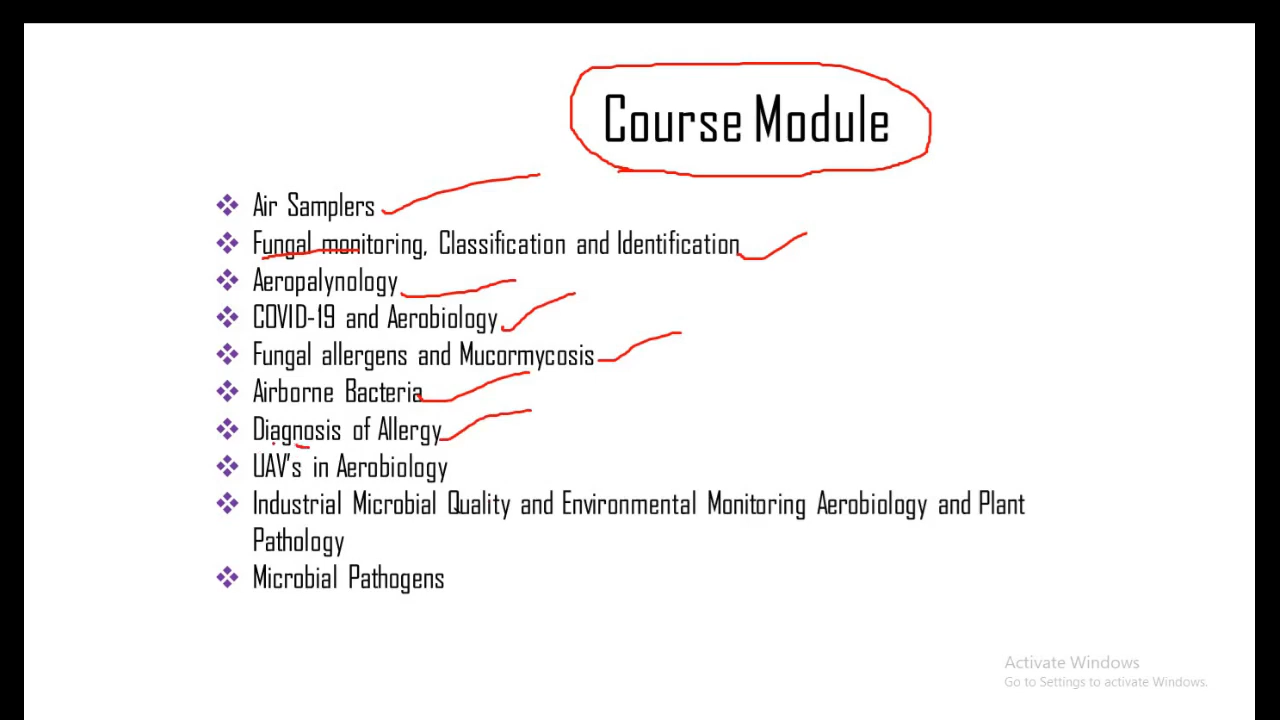 Course Module
Air Samplers
Fungal monitoring, Classification and Identification
Aeropalynology
COVID-19 and Aerobiology
Fungal allergens and Mucormycosis
Airborne Bacteria
Diagnosis of Allergy
UAV's in Aerobiology
Industrial Microbial Quality and Environmental Monitoring Aerobiology and Plant
Pathology
Microbial Pathogens
Activate Windows
Go to Settings to activate Windows.